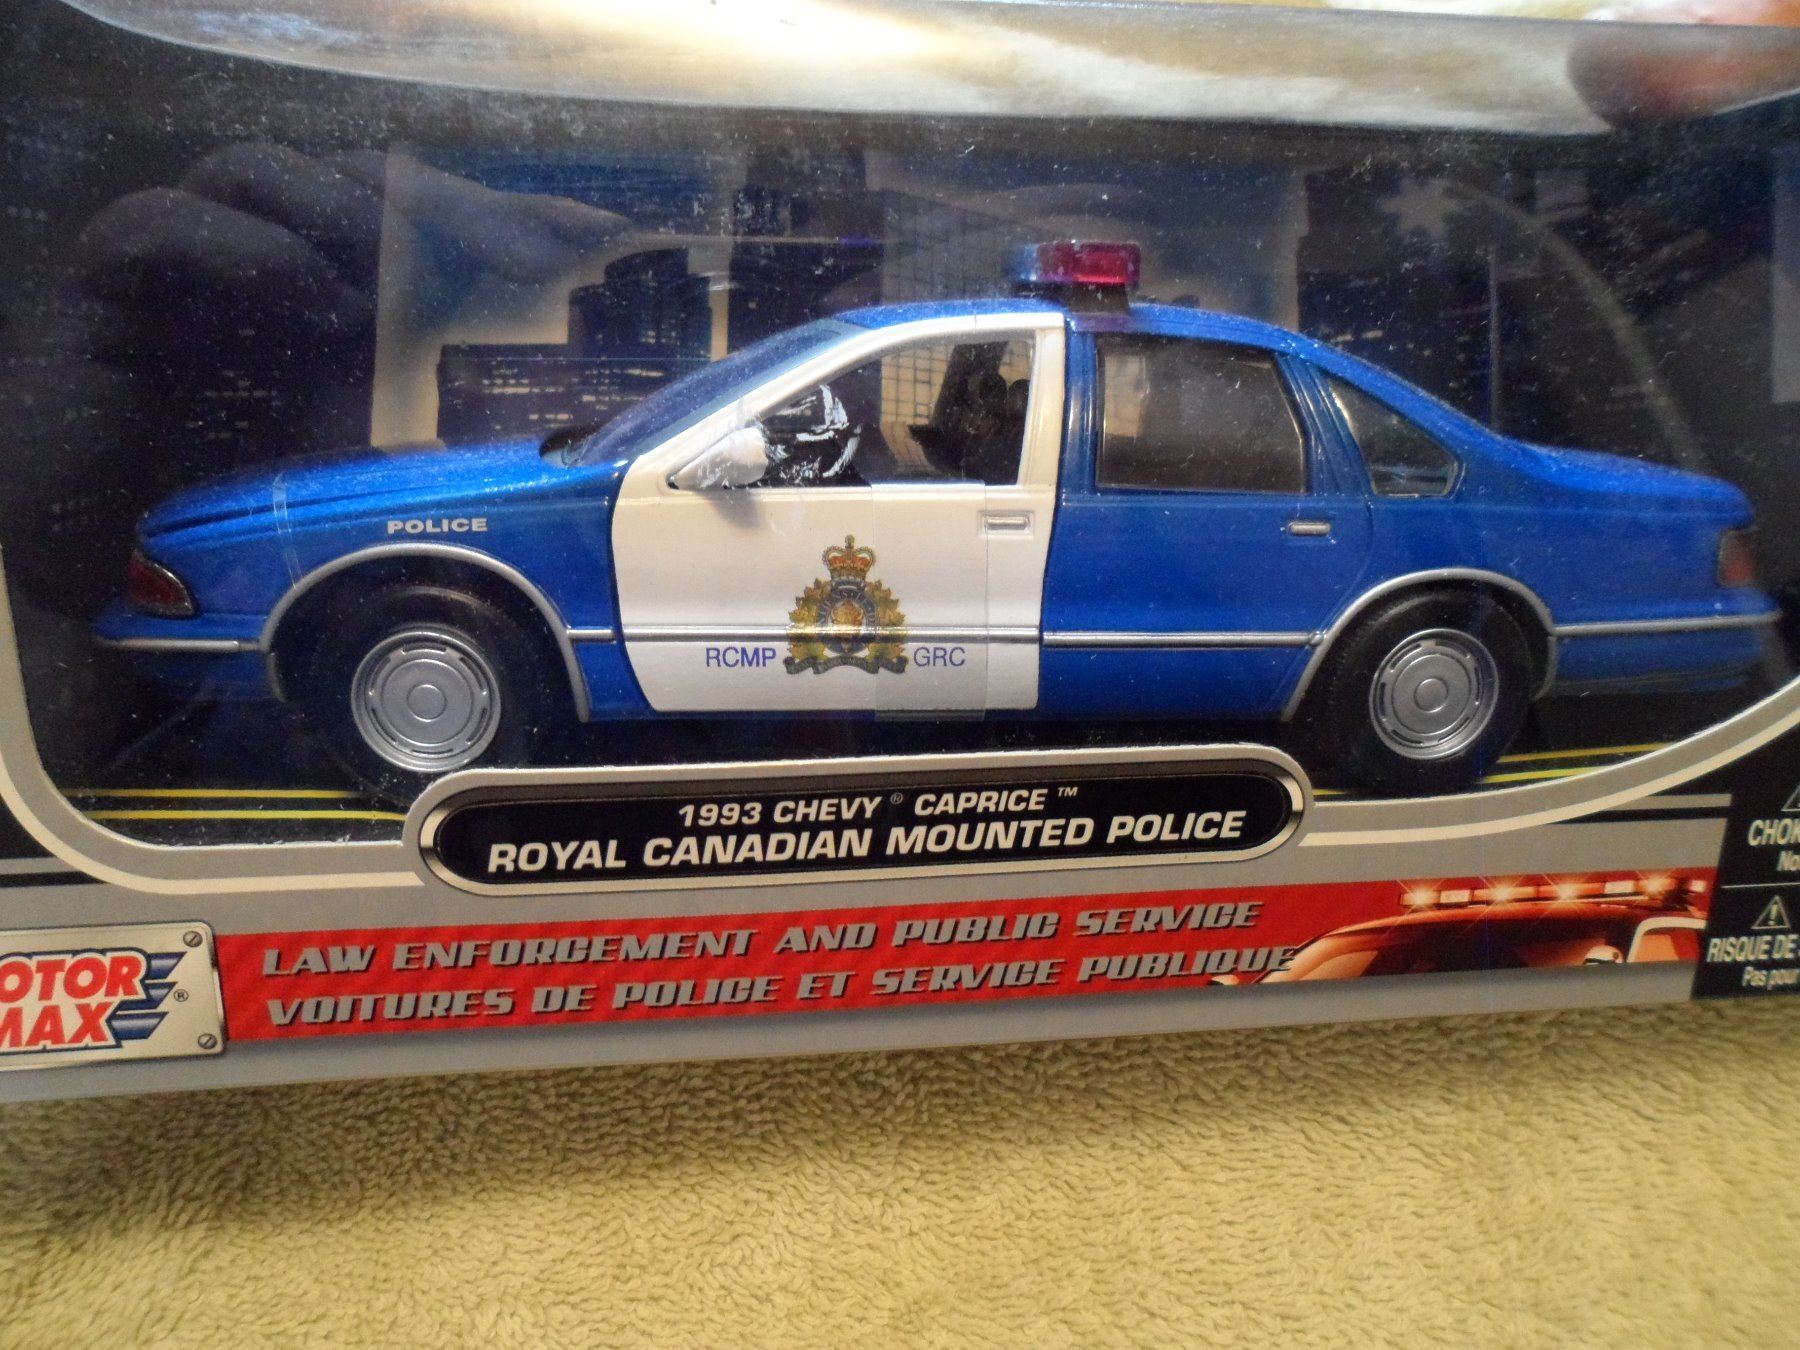 POLICE
RCMP GRC
1993 CHEVY® CAPRICE™
ROYAL CANADIAN MOUNTED POLICE
LAW ENFORCEMENT AND PUBLIC SERVICE
VOITURES DE POLICE ET SERVICE PUBLIQUE
MAX®
RISQUE DE
Pas pour